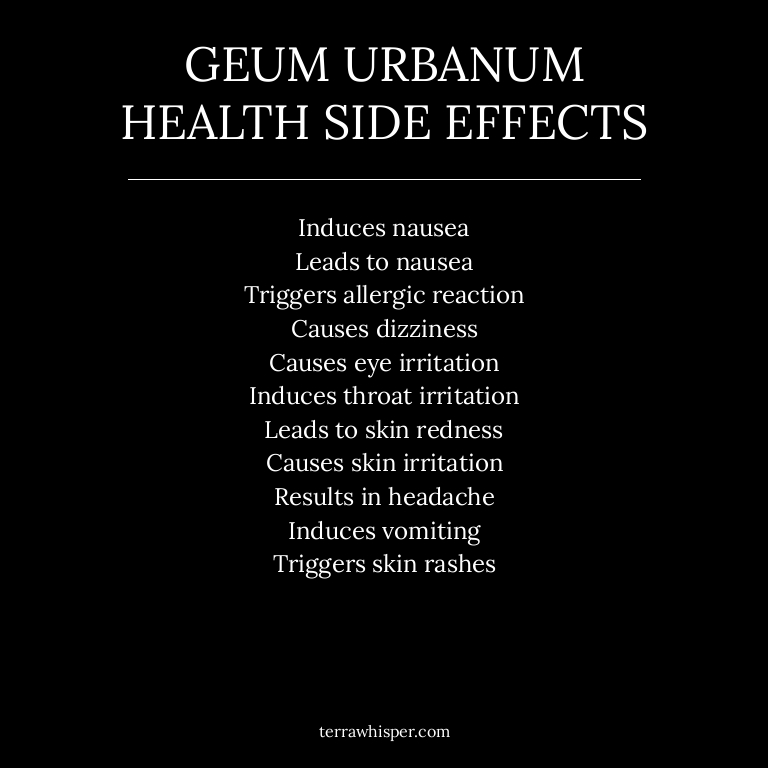 GEUM URBANUM
HEALTH SIDE EFFECTS
Induces nausea
Leads to nausea
Triggers allergic reaction
Causes dizziness
Causes eye irritation
Induces throat irritation
Leads to skin redness
Causes skin irritation
Results in headache
Induces vomiting
Triggers skin rashes
terrawhisper.com